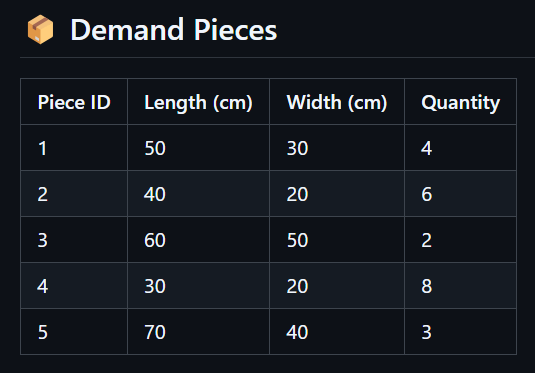 📦 Demand Pieces
Piece ID Length (cm) Width (cm) Quantity
1 50 30 4
2 40 20 6
3 60 50 2
4 30 20 8
5 70 40 3